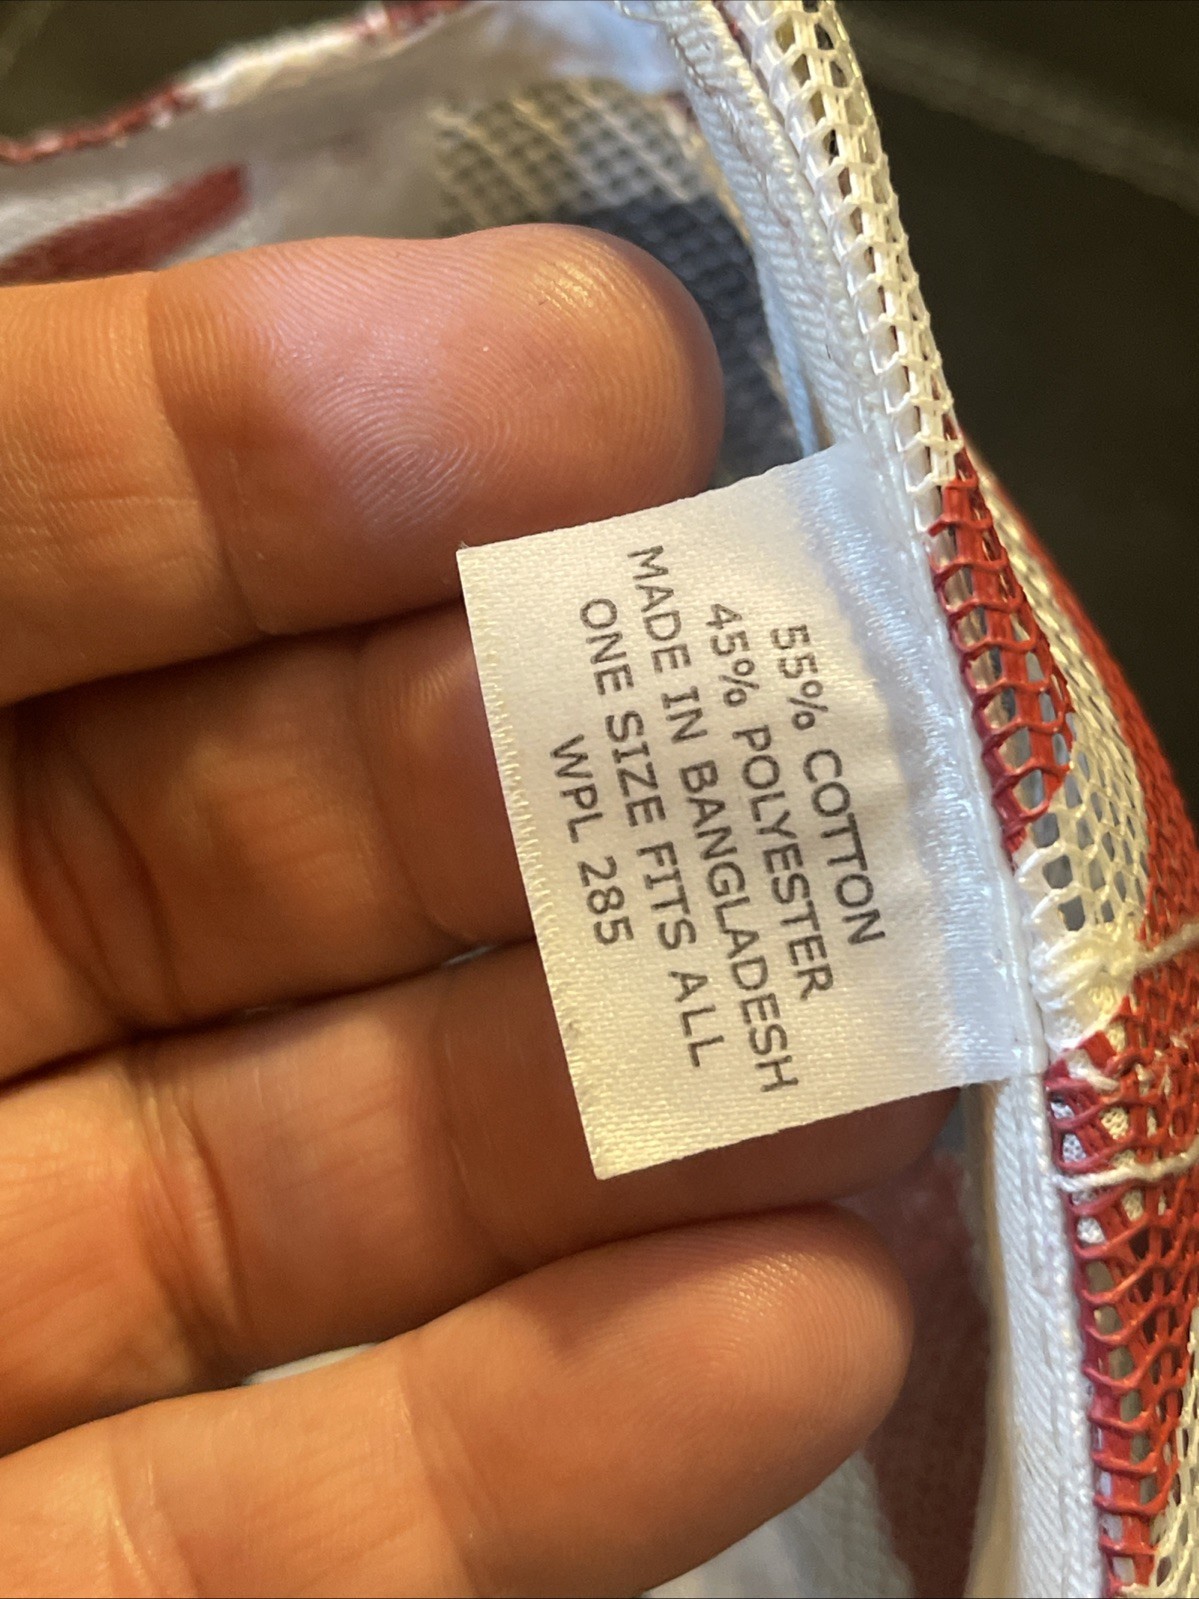 55% COTTON
45% POLYESTER
MADE IN BANGLADESH
ONE SIZE FITS ALL
WPL 285